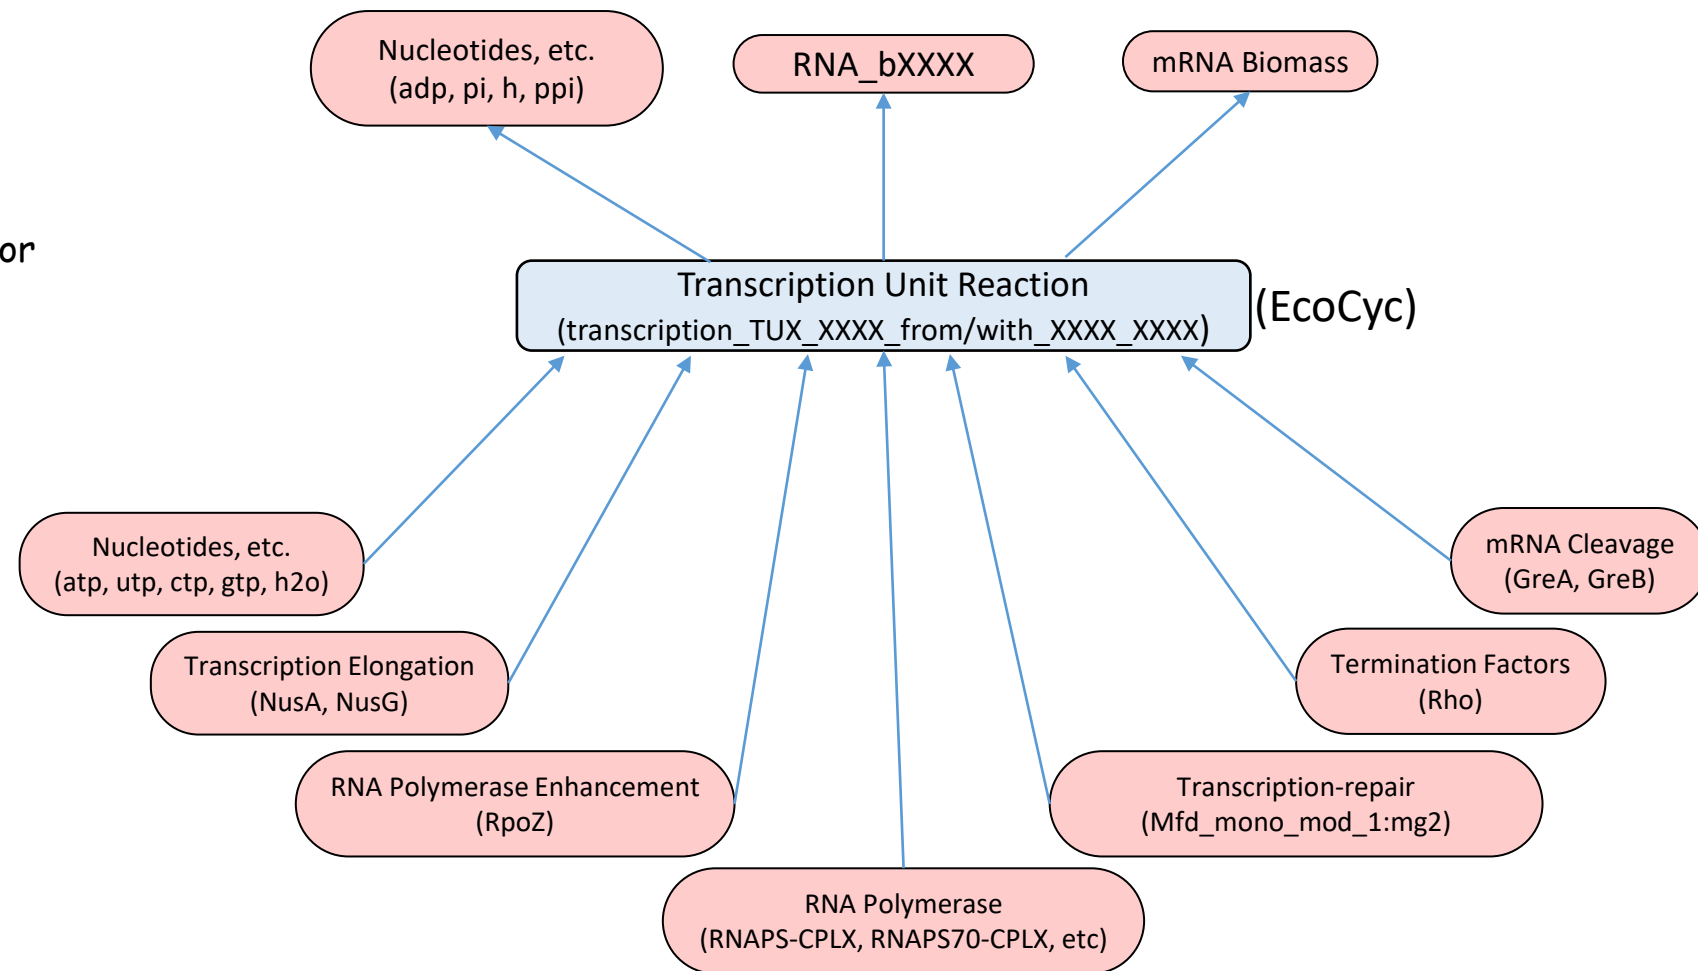 Nucleotides, etc.
(adp, pi, h, ppi)
RNA_bXXXX
mRNA Biomass
or
Transcription Unit Reaction
(transcription_TUX_XXXX_from/with_XXXX_XXXX)
(EcoCyc)
Nucleotides, etc.
(atp, utp, ctp, gtp, h2o)
mRNA Cleavage
(GreA, GreB)
Transcription Elongation
(NusA, NusG)
Termination Factors
(Rho)
RNA Polymerase Enhancement
(RpoZ)
Transcription-repair
(Mfd_mono_mod_1:mg2)
RNA Polymerase
(RNAPS-CPLX, RNAPS70-CPLX, etc)